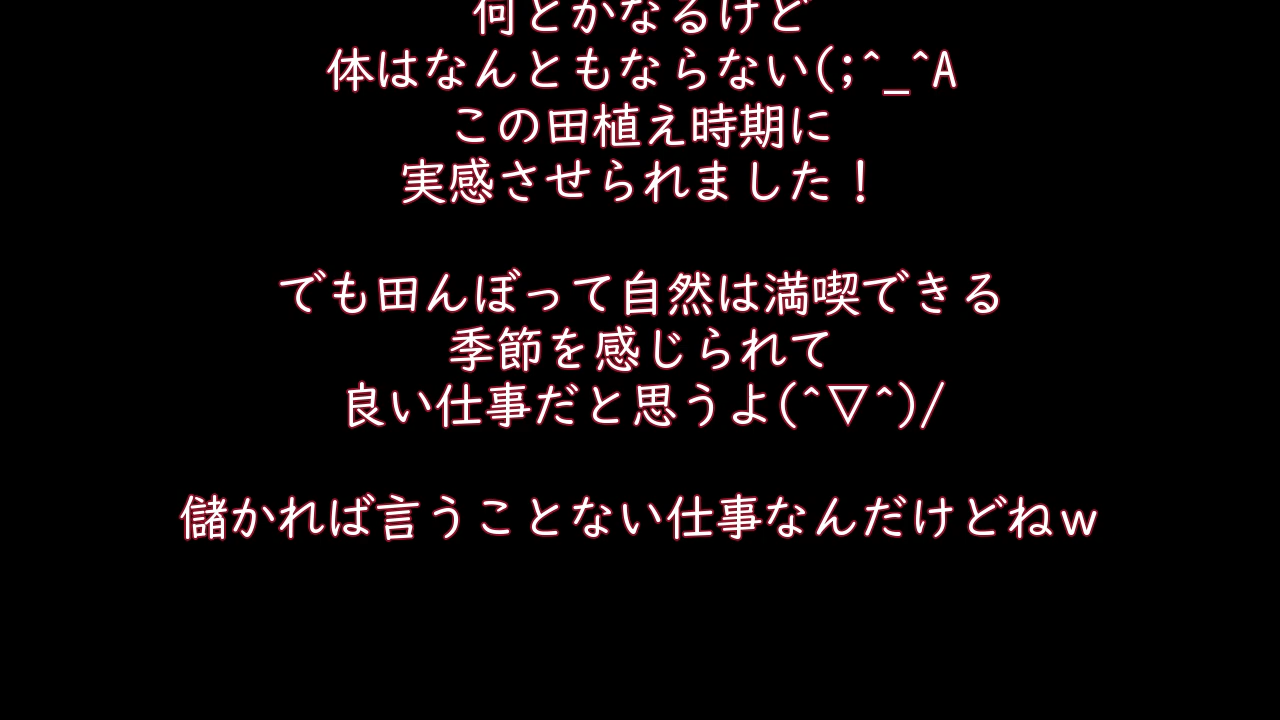 何とかなるけど
体はなんともならない(;^_^A
この田植え時期に
実感させられました！
でも田んぼって自然は満喫できる
季節を感じられて
良い仕事だと思うよ(^▽^)/
儲かれば言うことない仕事なんだけどねｗ